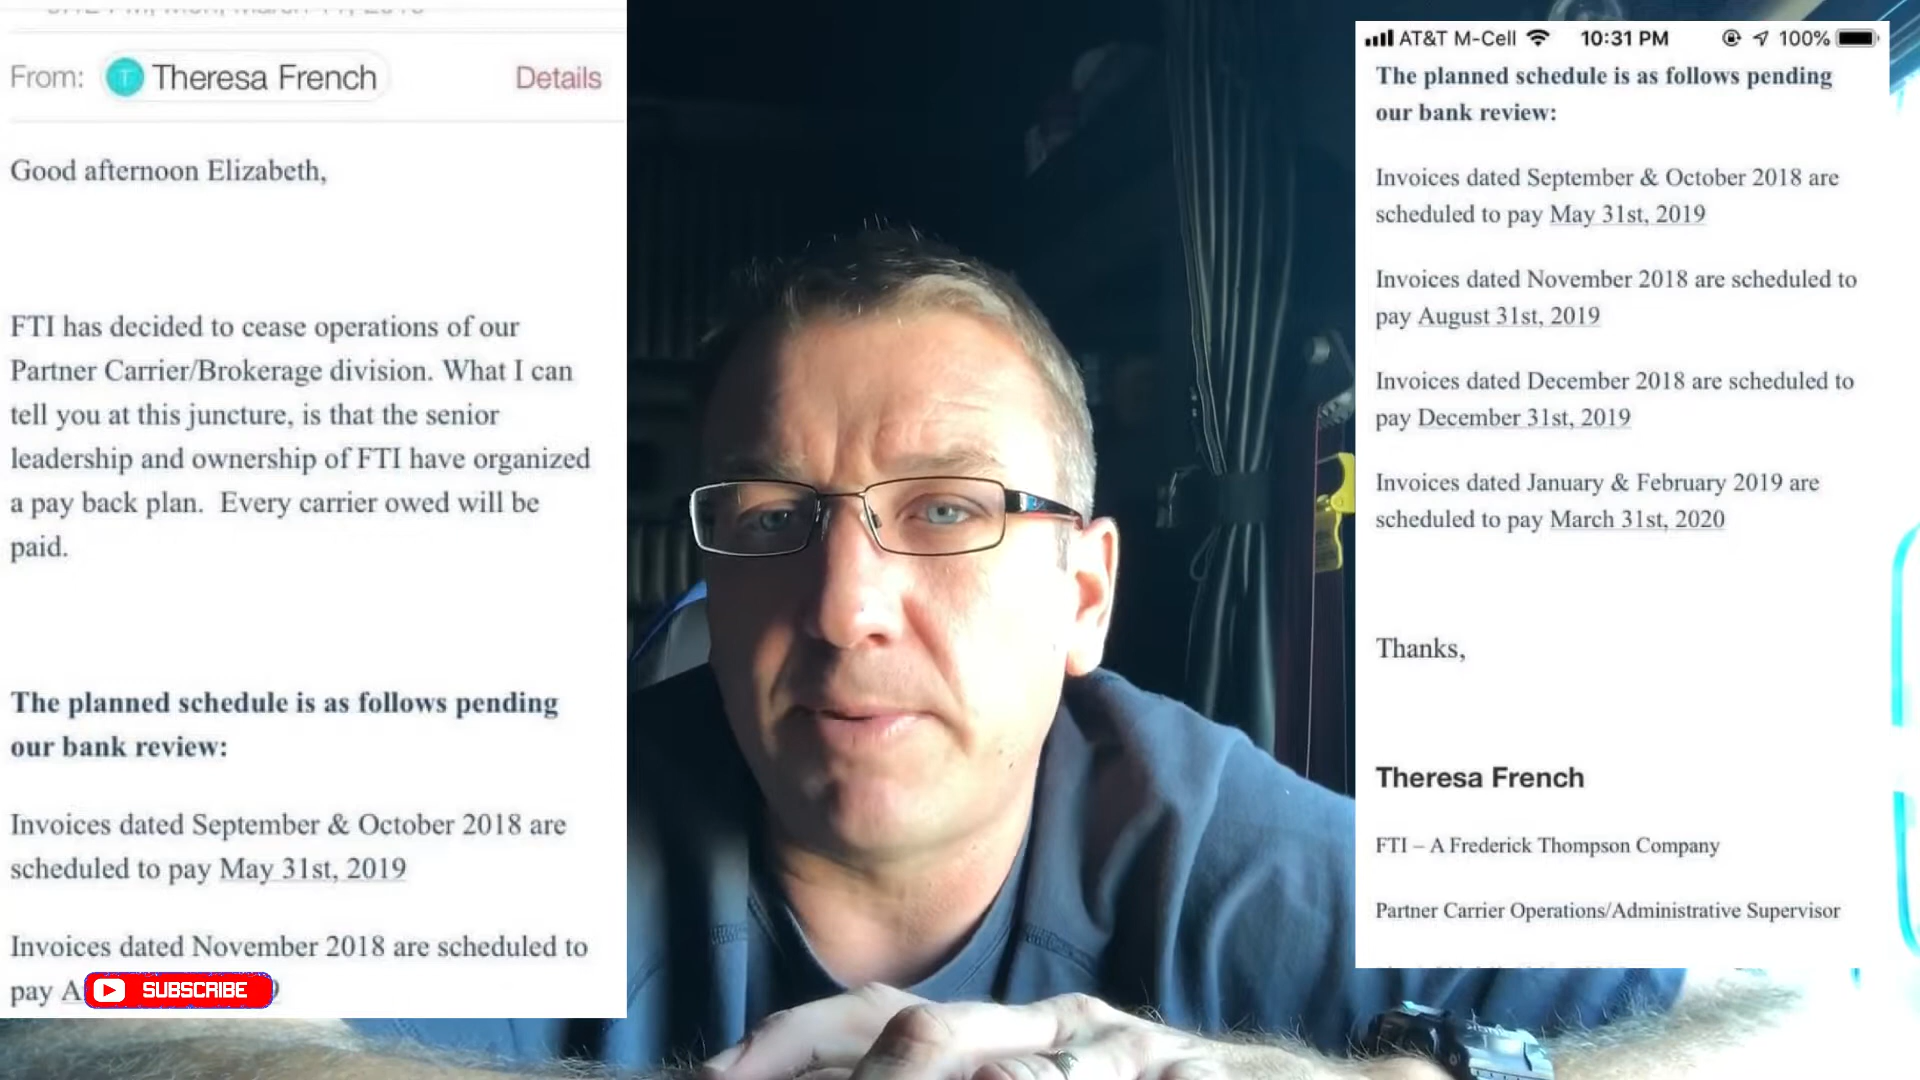 From: T Theresa French Details
Good afternoon Elizabeth,
FTI has decided to cease operations of our
Partner Carrier/Brokerage division. What I can
tell you at this juncture, is that the senior
leadership and ownership of FTI have organized
a pay back plan. Every carrier owed will be
paid.
The planned schedule is as follows pending
our bank review:
Invoices dated September & October 2018 are
scheduled to pay May 31st, 2019
Invoices dated November 2018 are scheduled to
pay
SUBSCRIBE
AT&T M-Cell 10:31 PM 100%
The planned schedule is as follows pending
our bank review:
Invoices dated September & October 2018 are
scheduled to pay May 31st, 2019
Invoices dated November 2018 are scheduled to
pay August 31st, 2019
Invoices dated December 2018 are scheduled to
pay December 31st, 2019
Invoices dated January & February 2019 are
scheduled to pay March 31st, 2020
Thanks,
Theresa French
FTI – A Frederick Thompson Company
Partner Carrier Operations/Administrative Supervisor